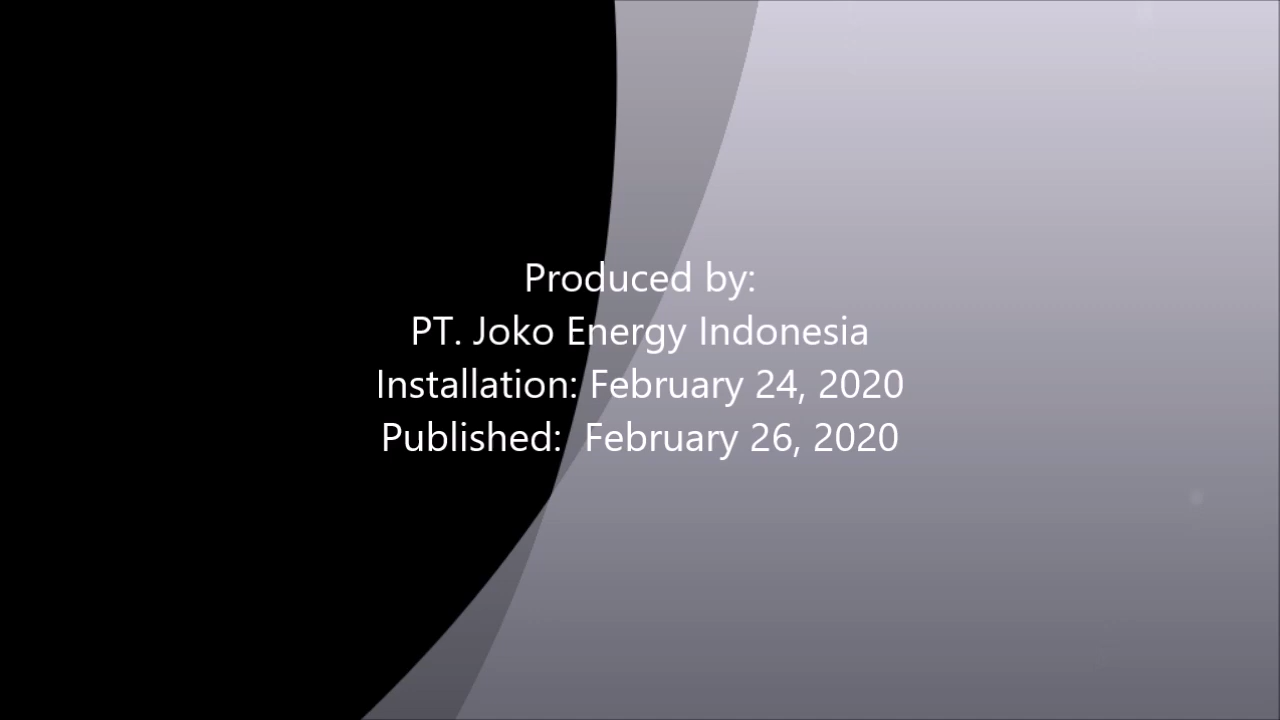 Produced by:
PT. Joko Energy Indonesia
Installation: February 24, 2020
Published:  February 26, 2020